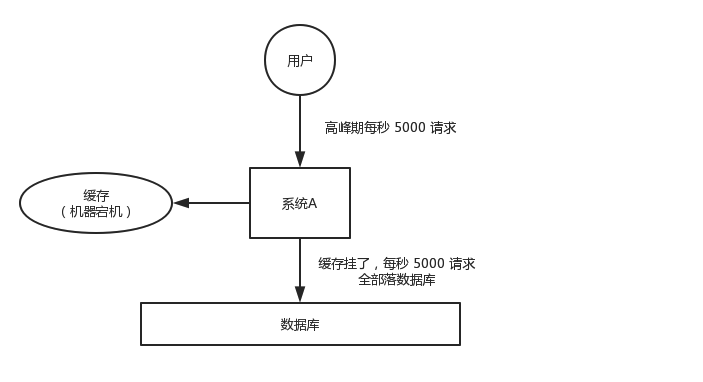 用户
高峰期每秒 5000 请求
缓存
（机器宕机）
系统A
缓存挂了，每秒 5000 请求
全部落数据库
数据库